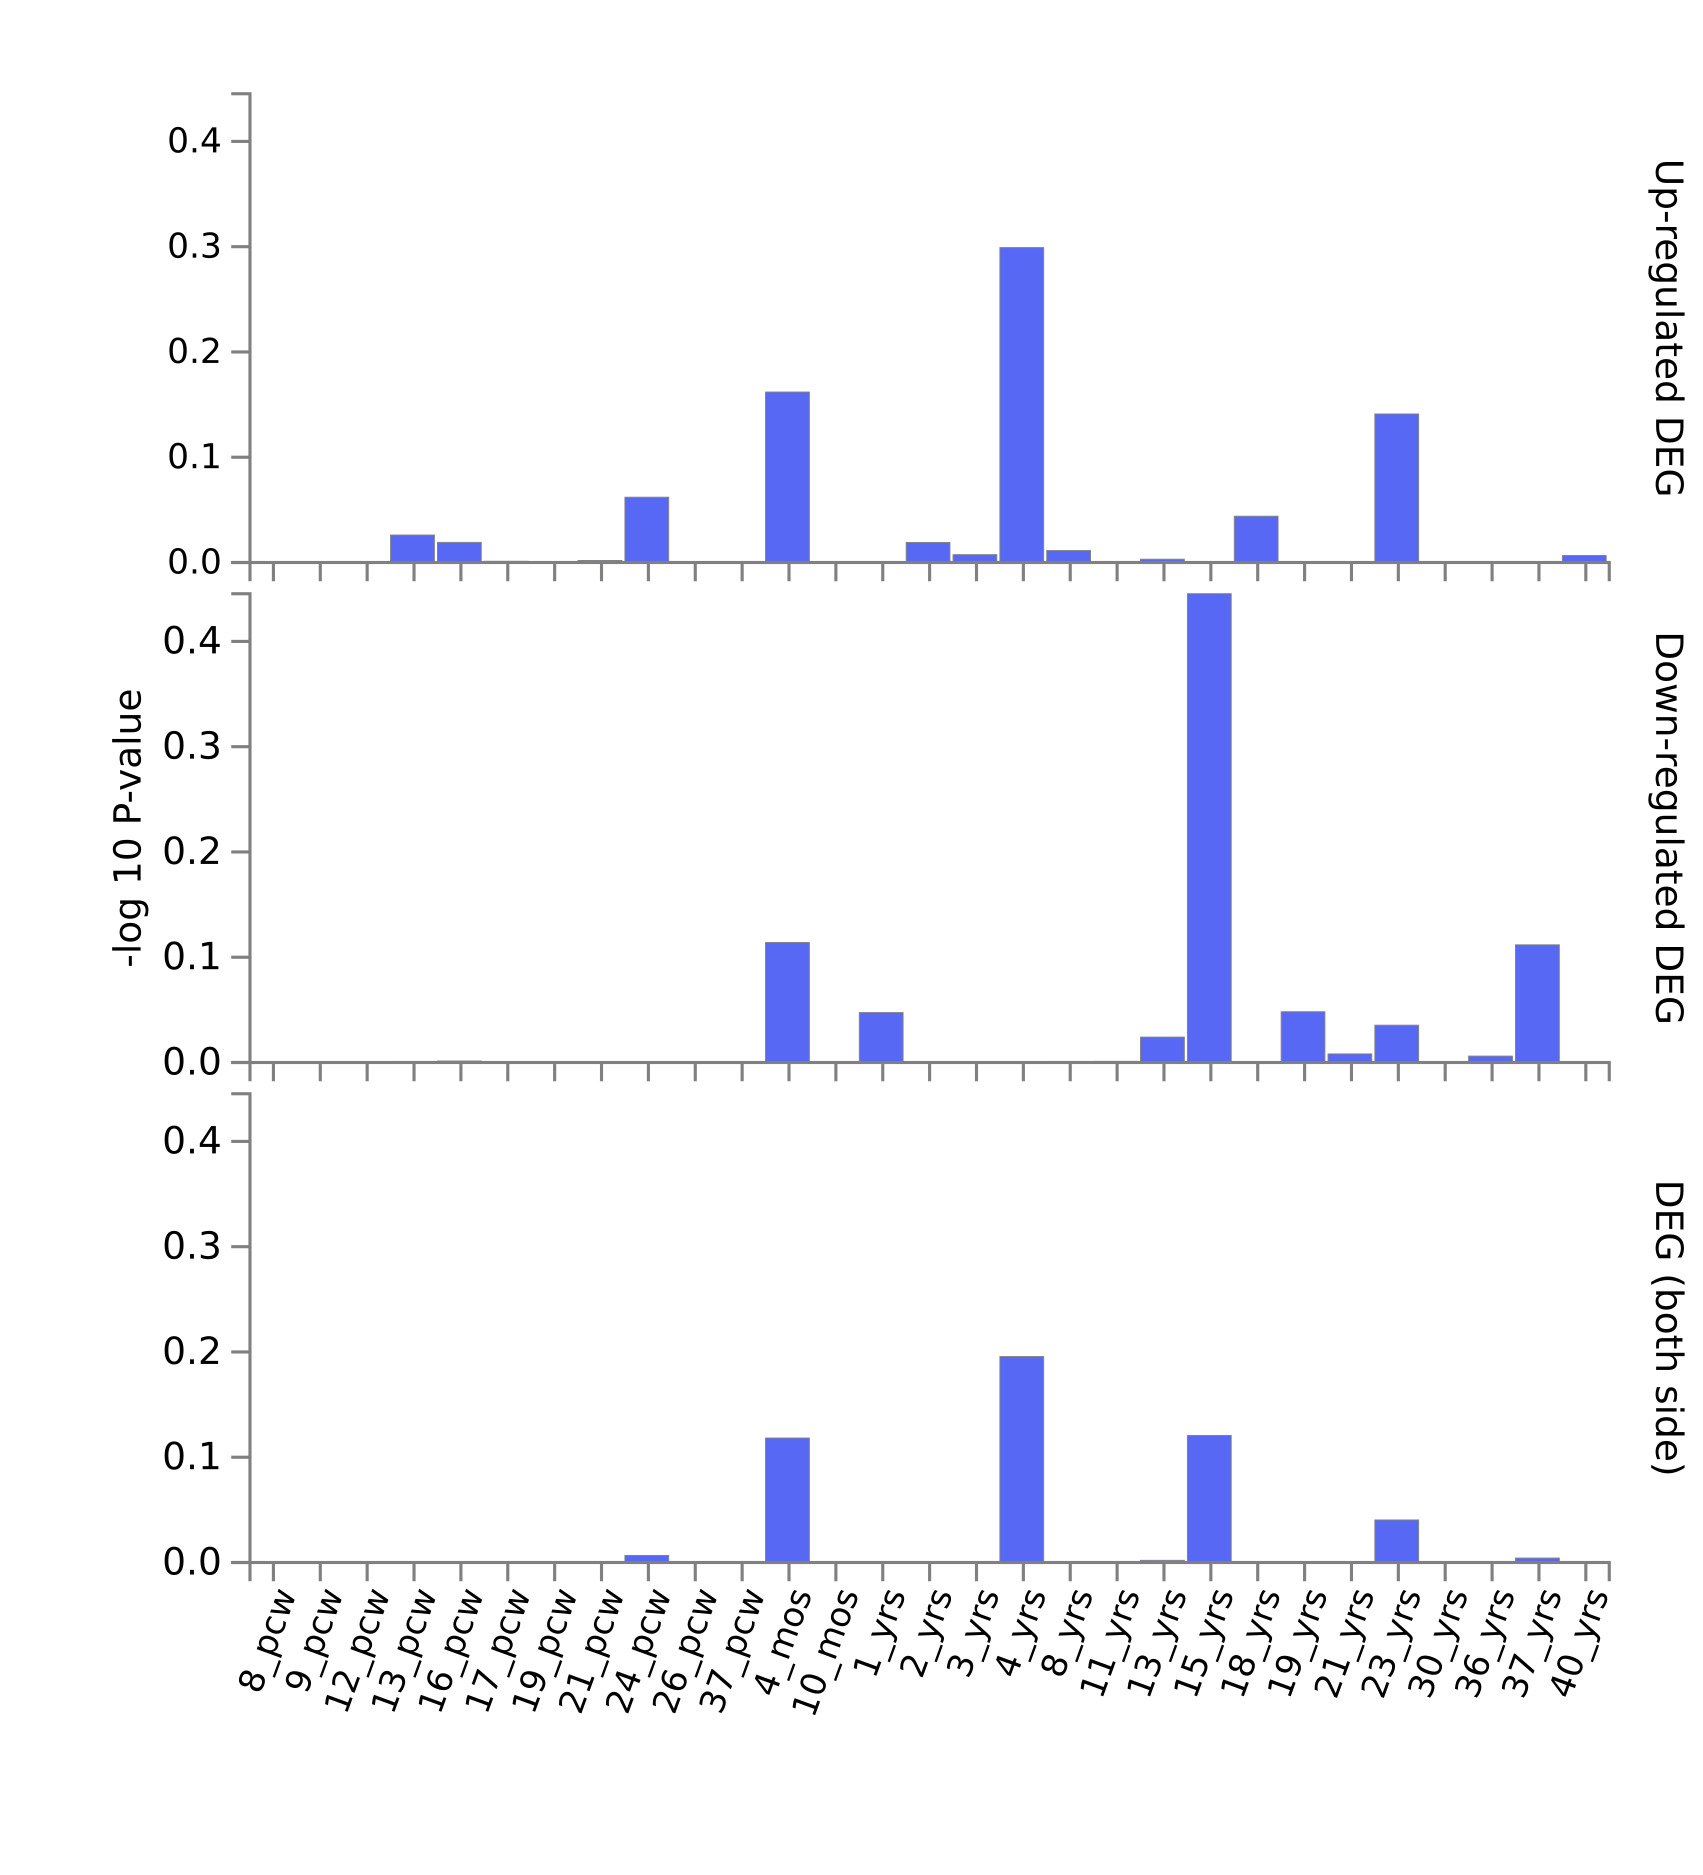 0.4
0.3
0.2
0.1
0.0
Up-regulated DEG
-log 10 P-value
0.4
0.3
0.2
0.1
0.0
Down-regulated DEG
0.4
0.3
0.2
0.1
0.0
DEG (both side)
8_pcw
9_pcw
12_pcw
13_pcw
16_pcw
17_pcw
19_pcw
21_pcw
24_pcw
26_pcw
37_pcw
4_mos
10_mos
1_yrs
2_yrs
3_yrs
4_yrs
8_yrs
11_yrs
13_yrs
15_yrs
18_yrs
19_yrs
21_yrs
23_yrs
30_yrs
36_yrs
37_yrs
40_yrs